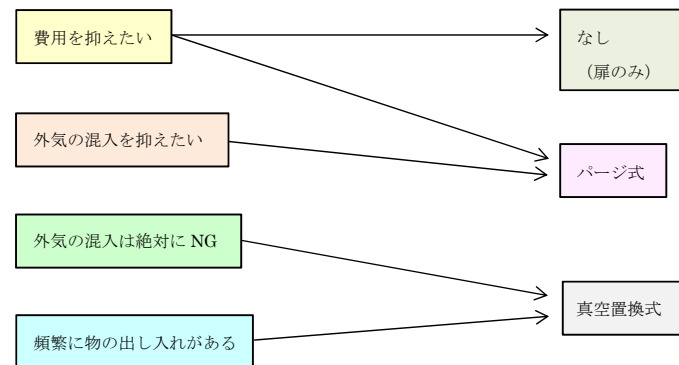 費用を抑えたい
なし
（扉のみ）
外気の混入を抑えたい
パージ式
外気の混入は絶対に NG
真空置換式
頻繁に物の出し入れがある